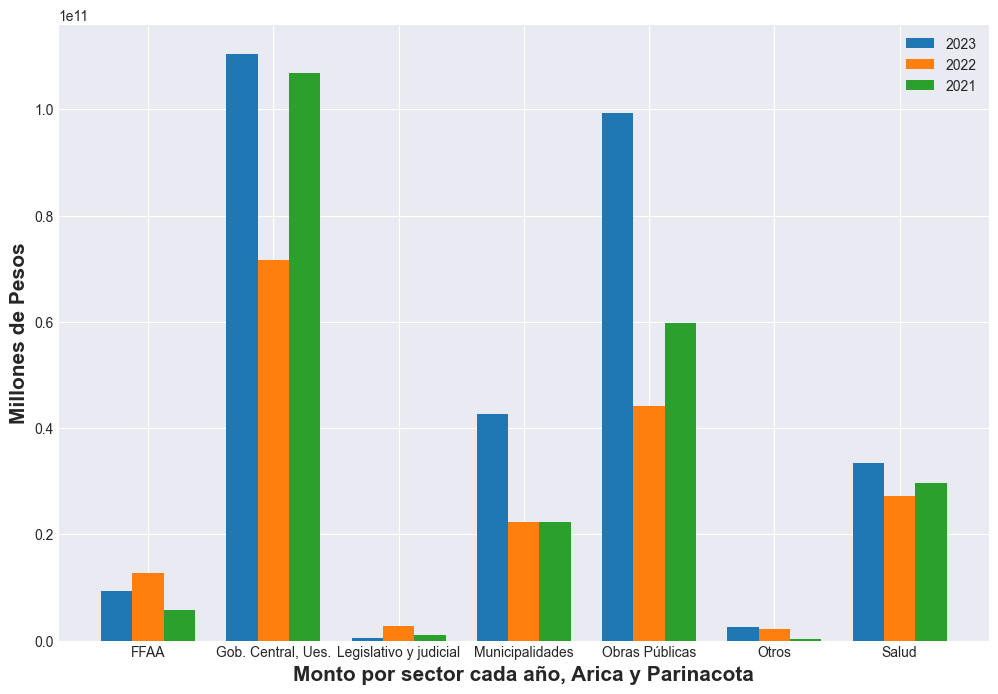 1e11
2023
2022
2021
1.0
0.8
0.6
0.4
0.2
0.0
Millones de Pesos
FFAA
Gob. Central, Ues.
Legislativo y judicial
Municipalidades
Obras Públicas
Otros
Salud
Monto por sector cada año, Arica y Parinacota